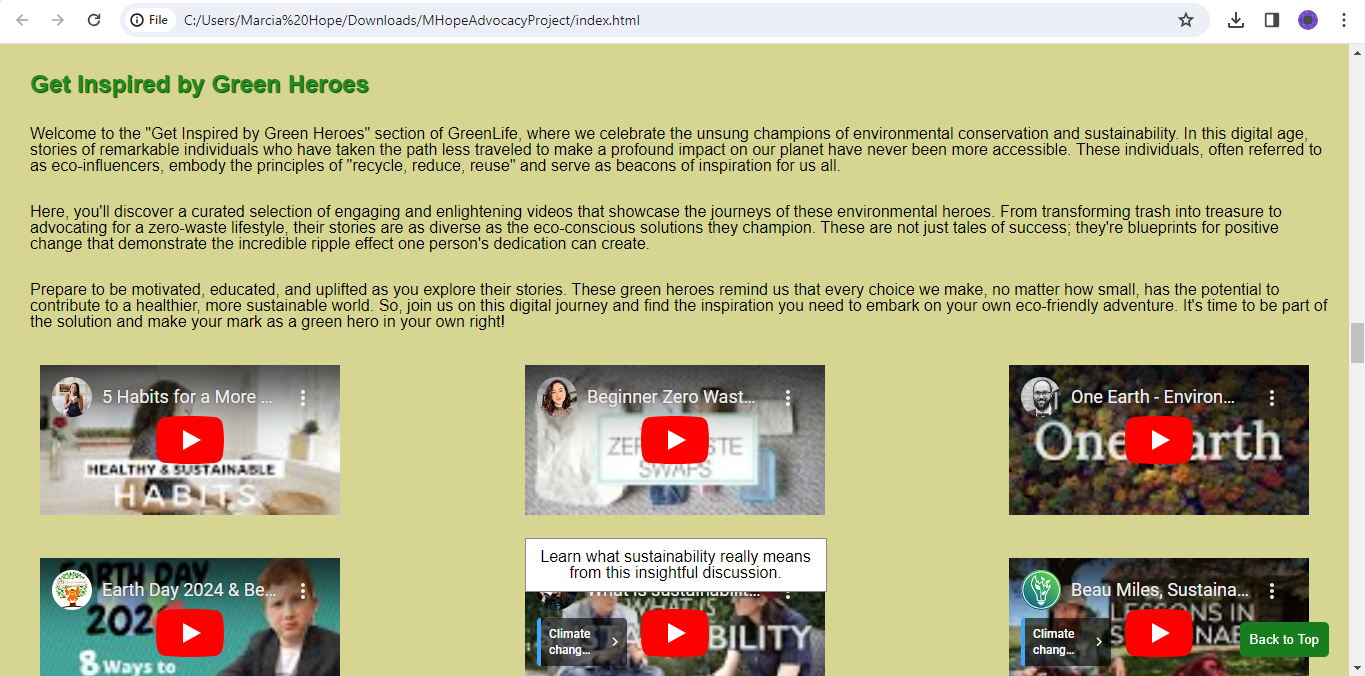 File C:/Users/Marcia%20Hope/Downloads/MHopeAdvocacyProject/index.html
Get Inspired by Green Heroes
Welcome to the "Get Inspired by Green Heroes" section of GreenLife, where we celebrate the unsung champions of environmental conservation and sustainability. In this digital age,
stories of remarkable individuals who have taken the path less traveled to make a profound impact on our planet have never been more accessible. These individuals, often referred to
as eco-influencers, embody the principles of "recycle, reduce, reuse" and serve as beacons of inspiration for us all.
Here, you'll discover a curated selection of engaging and enlightening videos that showcase the journeys of these environmental heroes. From transforming trash into treasure to
advocating for a zero-waste lifestyle, their stories are as diverse as the eco-conscious solutions they champion. These are not just tales of success; they're blueprints for positive
change that demonstrate the incredible ripple effect one person's dedication can create.
Prepare to be motivated, educated, and uplifted as you explore their stories. These green heroes remind us that every choice we make, no matter how small, has the potential to
contribute to a healthier, more sustainable world. So, join us on this digital journey and find the inspiration you need to embark on your own eco-friendly adventure. It's time to be part of
the solution and make your mark as a green hero in your own right!
5 Habits for a More ...
HEALTHY & SUSTAINABLE
HABITS
Beginner Zero Wast...
SWAPS
One Earth - Environ...
One Earth
Earth Day 2024 & Be...
EARTH DAY
8 Ways to
Learn what sustainability really means
from this insightful discussion.
What is sustainabilit...
WHAT IS
Climate
chang...
Beau Miles, Sustaina...
LESSONS IN
Climate
chang...
Back to Top